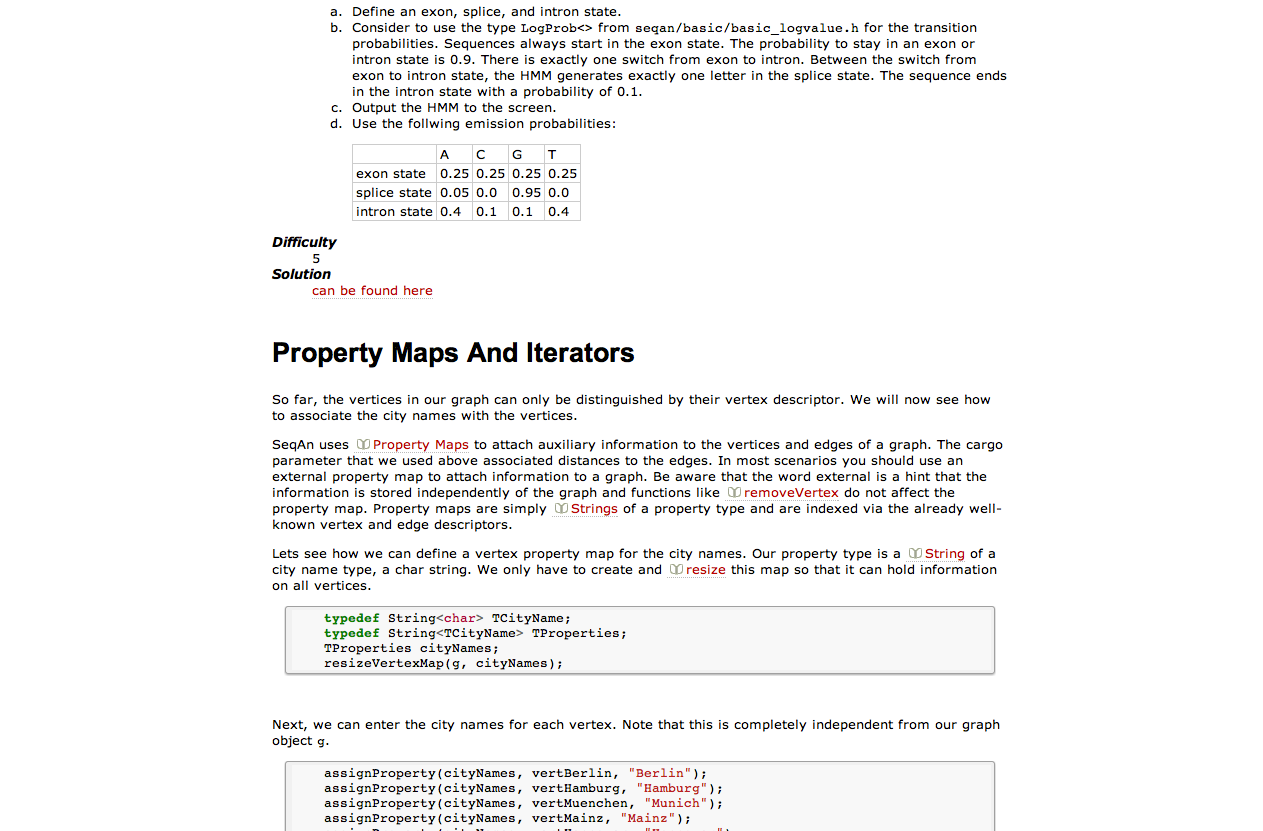 a. Define an exon, splice, and intron state.
b. Consider to use the type LogProb<> from seqan/basic/basic_logvalue.h for the transition
probabilities. Sequences always start in the exon state. The probability to stay in an exon or
intron state is 0.9. There is exactly one switch from exon to intron. Between the switch from
exon to intron state, the HMM generates exactly one letter in the splice state. The sequence ends
in the intron state with a probability of 0.1.
c. Output the HMM to the screen.
d. Use the follwing emission probabilities:
A C G T
exon state 0.25 0.25 0.25 0.25
splice state 0.05 0.0 0.95 0.0
intron state 0.4 0.1 0.1 0.4
Difficulty
5
Solution
can be found here
Property Maps And Iterators
So far, the vertices in our graph can only be distinguished by their vertex descriptor. We will now see how
to associate the city names with the vertices.
SeqAn uses Property Maps to attach auxiliary information to the vertices and edges of a graph. The cargo
parameter that we used above associated distances to the edges. In most scenarios you should use an
external property map to attach information to a graph. Be aware that the word external is a hint that the
information is stored independently of the graph and functions like removeVertex do not affect the
property map. Property maps are simply Strings of a property type and are indexed via the already well-
known vertex and edge descriptors.
Lets see how we can define a vertex property map for the city names. Our property type is a String of a
city name type, a char string. We only have to create and resize this map so that it can hold information
on all vertices.
typedef String<char> TCityName;
typedef String<TCityName> TProperties;
TProperties cityNames;
resizeVertexMap(g, cityNames);
Next, we can enter the city names for each vertex. Note that this is completely independent from our graph
object g.
assignProperty(cityNames, vertBerlin, "Berlin");
assignProperty(cityNames, vertHamburg, "Hamburg");
assignProperty(cityNames, vertMuenchen, "Munich");
assignProperty(cityNames, vertMainz, "Mainz");